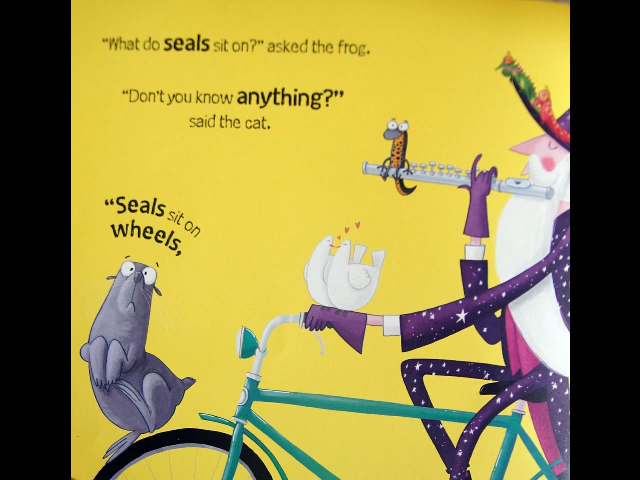 "What do seals sit on?" asked the frog.
"Don't you know anything?"
said the cat.
"Seals sit on
wheels,